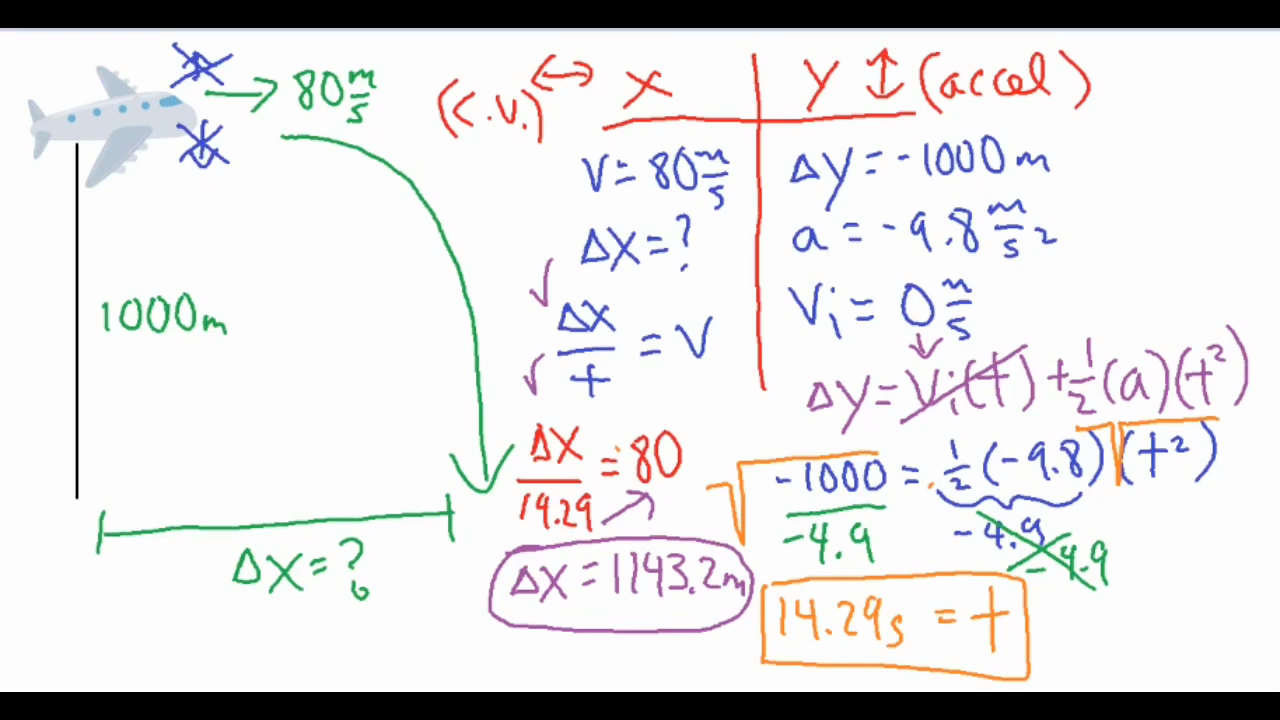 → 80 m/s
1000m
Δx = ?
(C.V.) ↔ x
v = 80 m/s
Δx = ?
✓ Δx
✓ t
= v
Δx/14.29 = 80
Δx = 1143.2m
y ↕ (accel)
Δy = -1000 m
a = -9.8 m/s²
Vi = 0 m/s
Δy = Vi(t) + 1/2 (a)(t²)
√-1000/-4.9 = 1/2 (-9.8) √(t²)
-4.9
-4.9
14.29s = t